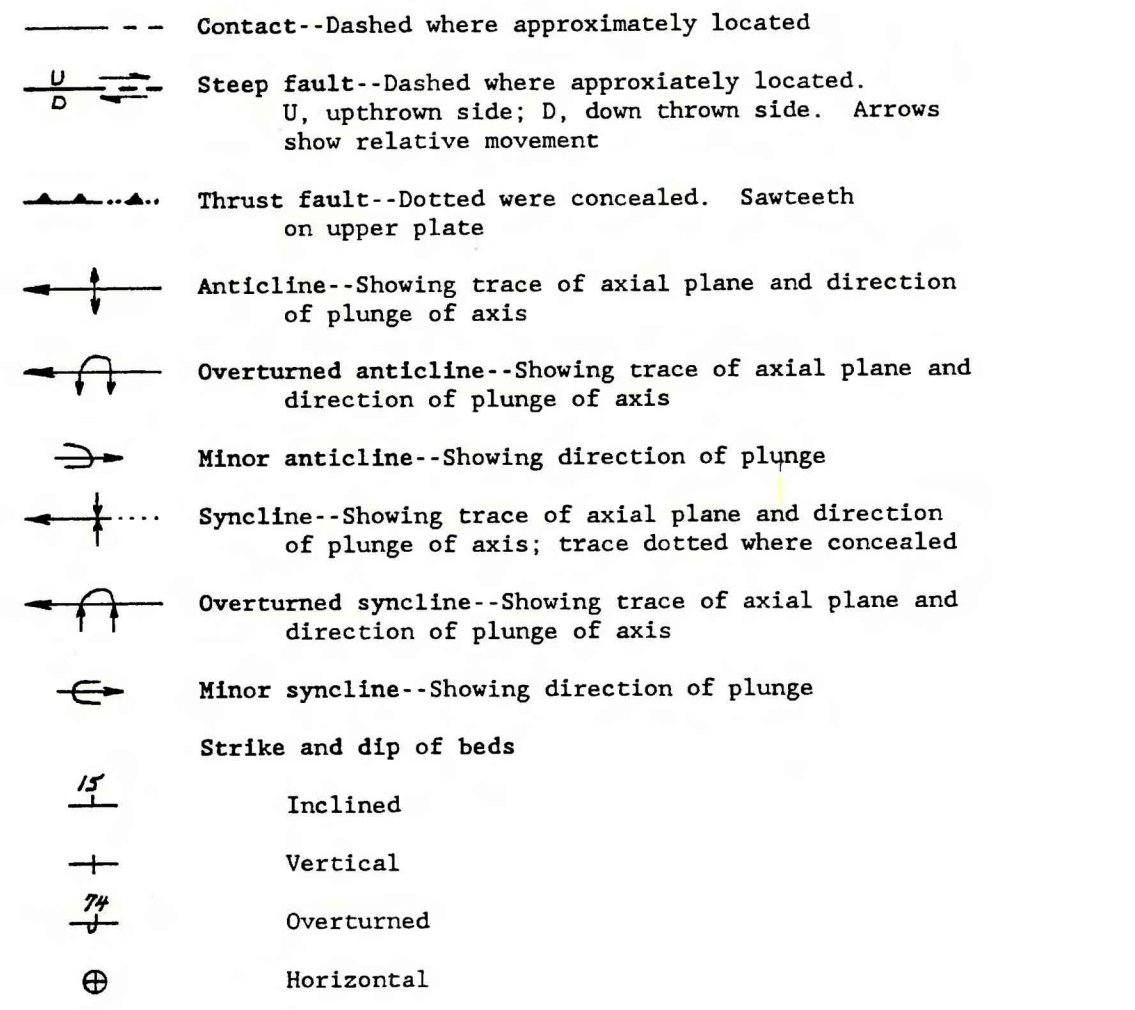 Contact--Dashed where approximately located
U
D
Steep fault--Dashed where approxiately located.
U, upthrown side; D, down thrown side. Arrows
show relative movement
Thrust fault--Dotted were concealed. Sawteeth
on upper plate
Anticline--Showing trace of axial plane and direction
of plunge of axis
Overturned anticline--Showing trace of axial plane and
direction of plunge of axis
Minor anticline--Showing direction of plunge
Syncline--Showing trace of axial plane and direction
of plunge of axis; trace dotted where concealed
Overturned syncline--Showing trace of axial plane and
direction of plunge of axis
Minor syncline--Showing direction of plunge
Strike and dip of beds
15
Inclined
Vertical
74
Overturned
Horizontal